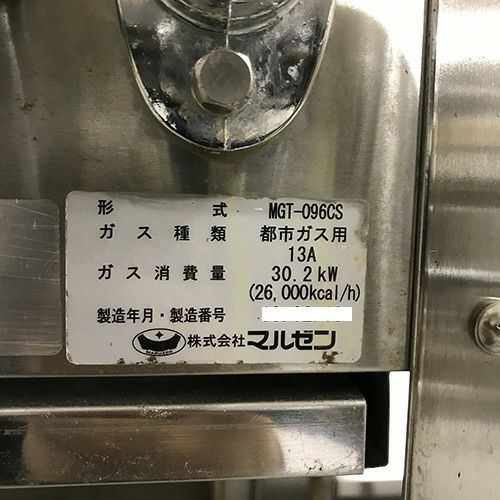 形 式 MGT-096CS
ガス種類 都市ガス用
13A
ガス消費量 30.2kW
(26,000kcal/h)
製造年月・製造番号
株式会社マルゼン